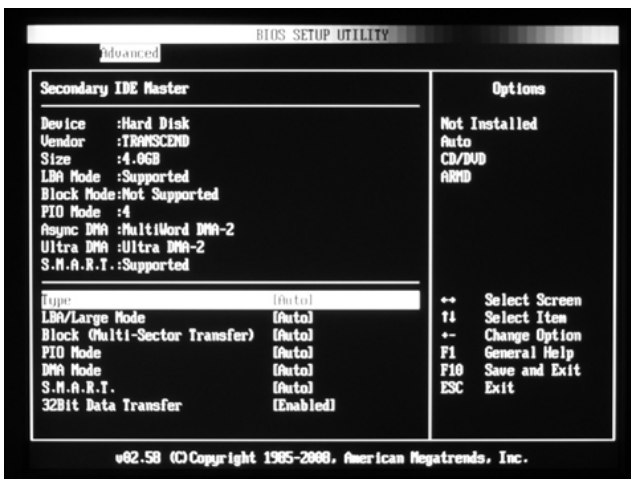 BIOS SETUP UTILITY
Advanced
Secondary IDE Master
Device :Hard Disk
Vendor :TRANSCEND
Size :4.0GB
LBA Mode :Supported
Block Mode:Not Supported
PIO Mode :4
Async DMA :MultiWord DMA-2
Ultra DMA :Ultra DMA-2
S.M.A.R.T.:Supported
Type [Auto]
LBA/Large Mode [Auto]
Block (Multi-Sector Transfer) [Auto]
PIO Mode [Auto]
DMA Mode [Auto]
S.M.A.R.T. [Auto]
32Bit Data Transfer [Enabled]
Options
Not Installed
Auto
CD/DVD
ARMD
↔ Select Screen
↑↓ Select Item
+- Change Option
F1 General Help
F10 Save and Exit
ESC Exit
v02.58 (C)Copyright 1985-2008, American Megatrends, Inc.